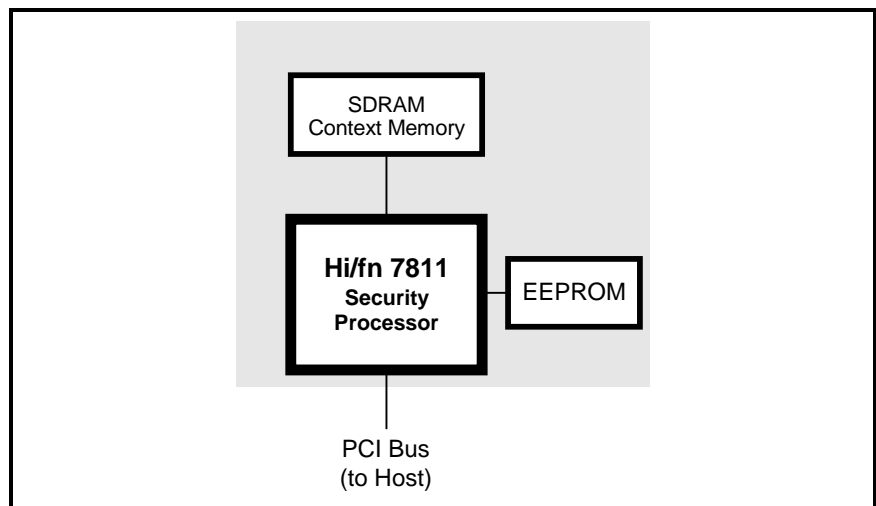 SDRAM
Context Memory
Hi/fn 7811
Security
Processor
EEPROM
PCI Bus
(to Host)